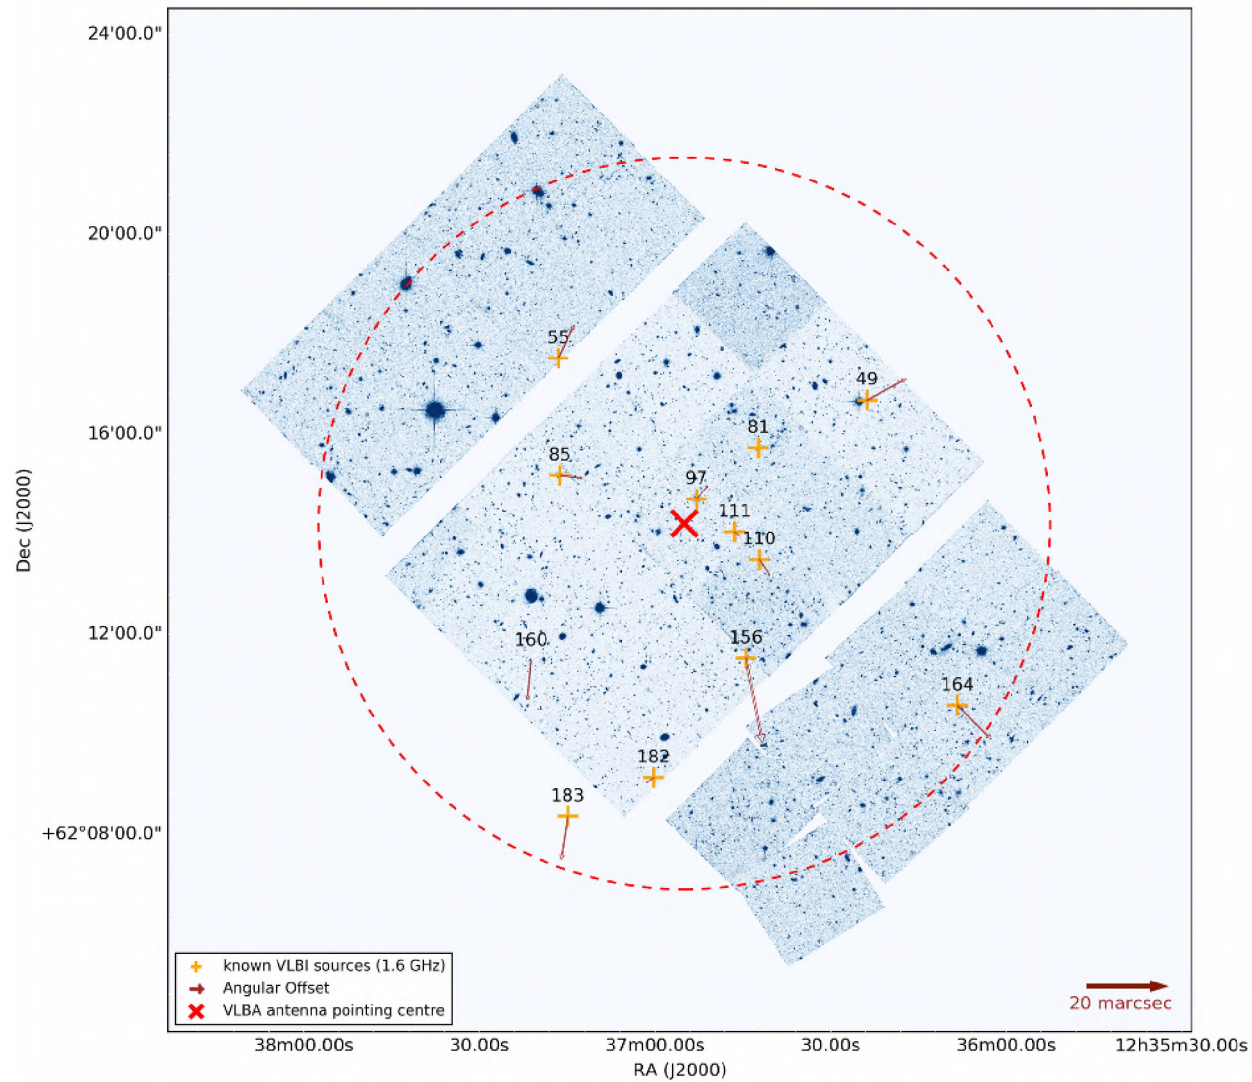 24'00.0"
20'00.0"
16'00.0"
12'00.0"
+62°08'00.0"
Dec (J2000)
55
49
81
85
97
111
110
160
156
164
182
183
known VLBI sources (1.6 GHz)
Angular Offset
VLBA antenna pointing centre
20 marcsec
38m00.00s 30.00s 37m00.00s 30.00s 36m00.00s 12h35m30.00s
RA (J2000)